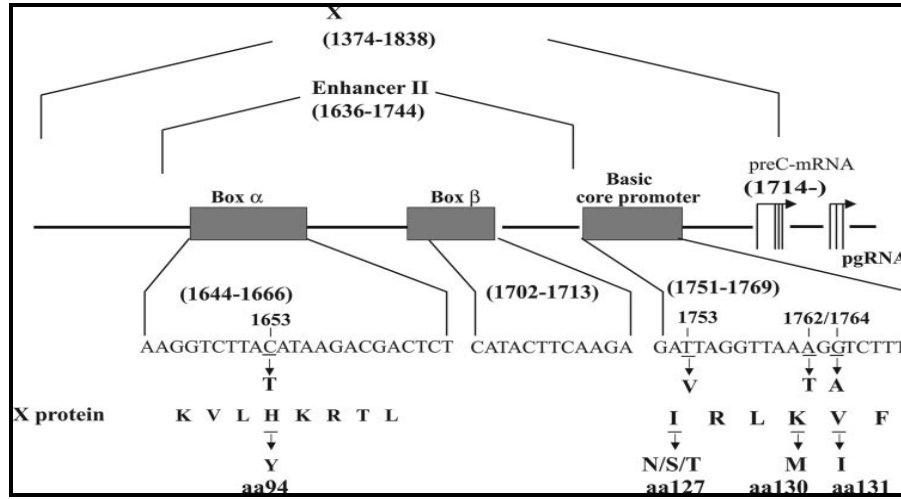 X
(1374-1838)
Enhancer II
(1636-1744)
preC-mRNA
(1714-)
Box α
Box β
Basic
core promoter
pgRNA
(1644-1666)
(1702-1713)
(1751-1769)
1653
1753
1762/1764
AAGGTCTTACATAAGACGACTCT CATACTTCAAGA GATTAGGTTAAAGGTCTTT
T V T A
X protein K V L H K R T L I R L K V F
Y N/S/T M I
aa94 aa127 aa130 aa131